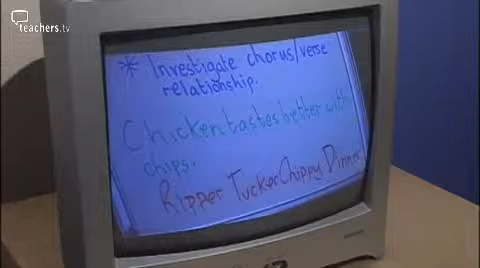 teachers.tv
* Investigate chorus/verse
relationship.
Chicken tastes better with
chips.
Ripper Tucker Chippy Dinner